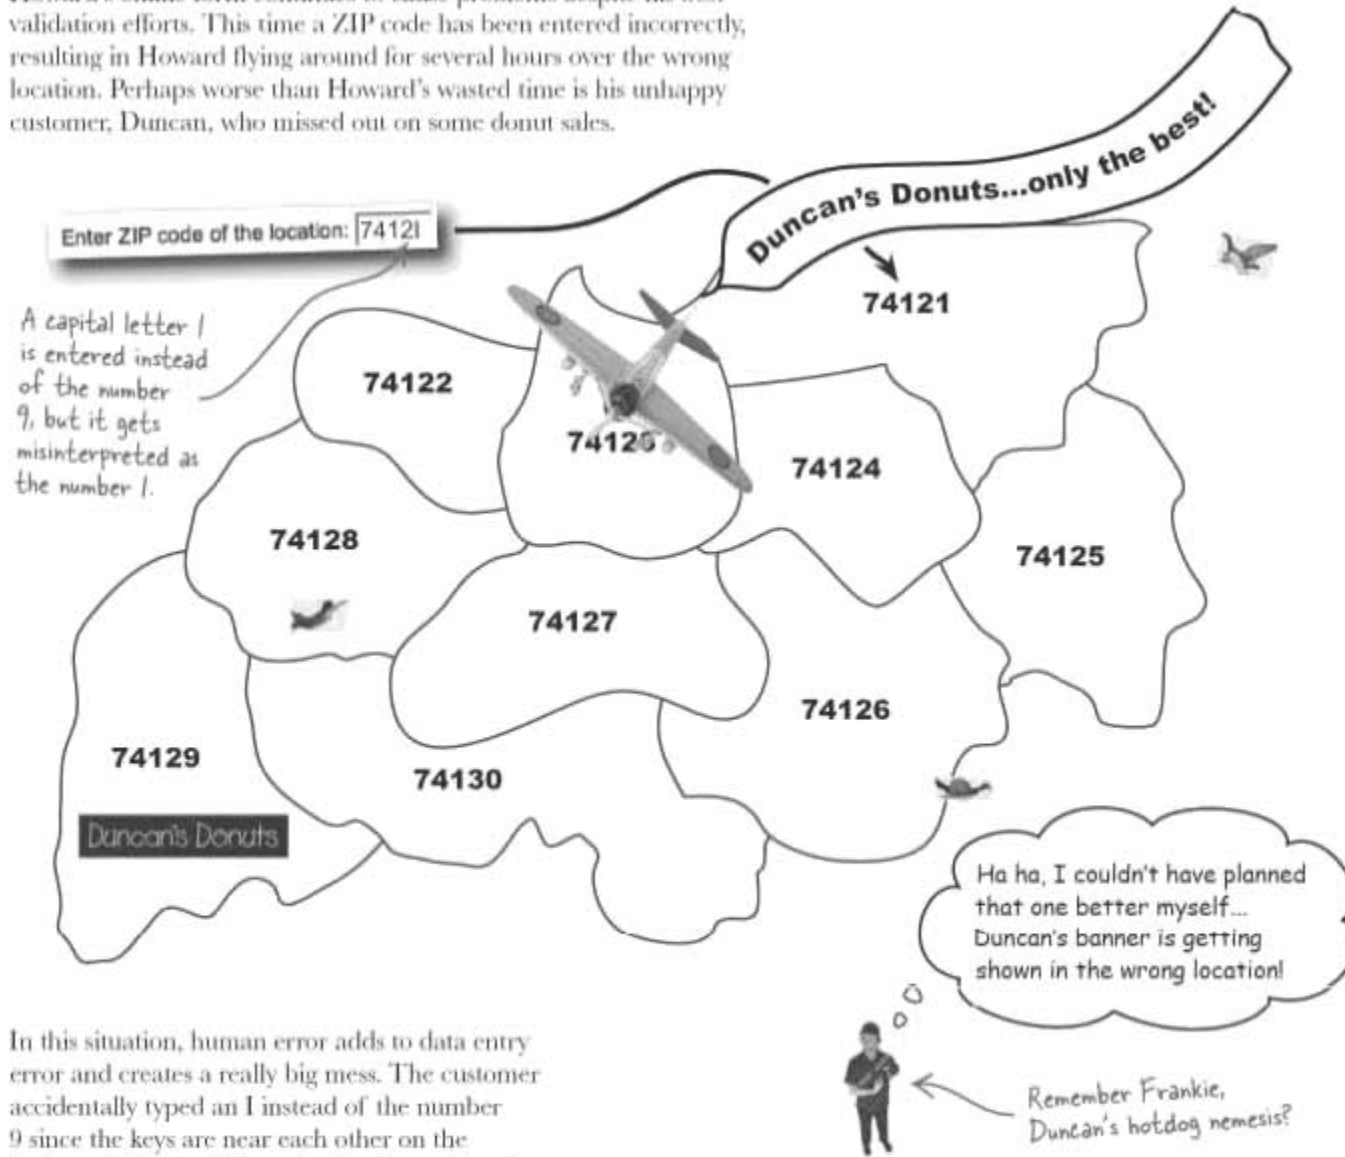 validation efforts. This time a ZIP code has been entered incorrectly,
resulting in Howard flying around for several hours over the wrong
location. Perhaps worse than Howard's wasted time is his unhappy
customer, Duncan, who missed out on some donut sales.
Duncan's Donuts...only the best!
Enter ZIP code of the location: 7412I
A capital letter I
is entered instead
of the number
9, but it gets
misinterpreted as
the number 1.
74121
74122
74124
74128
74125
74127
74126
74129
74130
Duncan's Donuts
Ha ha, I couldn't have planned
that one better myself...
Duncan's banner is getting
shown in the wrong location!
In this situation, human error adds to data entry
error and creates a really big mess. The customer
accidentally typed an I instead of the number
9 since the keys are near each other on the
Remember Frankie,
Duncan's hotdog nemesis?